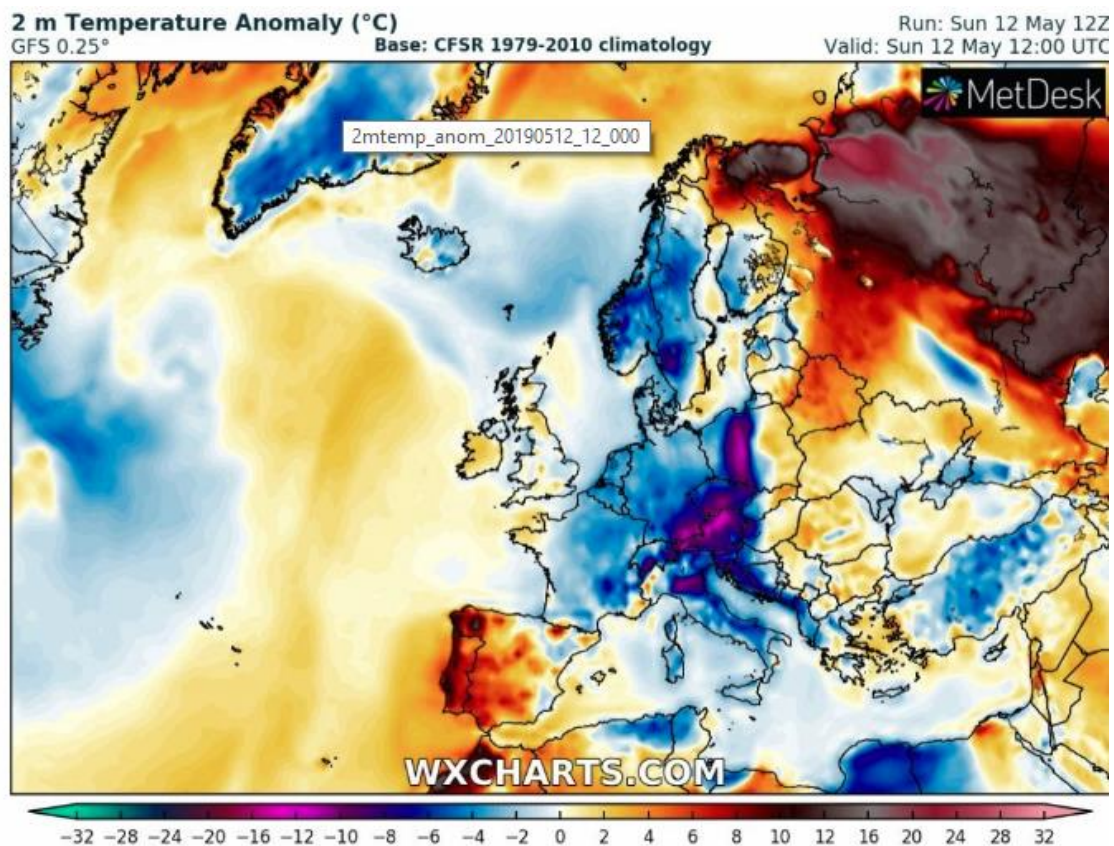 2 m Temperature Anomaly (°C)
Run: Sun 12 May 12Z
GFS 0.25°
Base: CFSR 1979-2010 climatology
Valid: Sun 12 May 12:00 UTC
MetDesk
2mtemp_anom_20190512_12_000
WXCHARTS.COM
−32 −28 −24 −20 −16 −12 −10 −8 −6 −4 −2 0 2 4 6 8 10 12 16 20 24 28 32